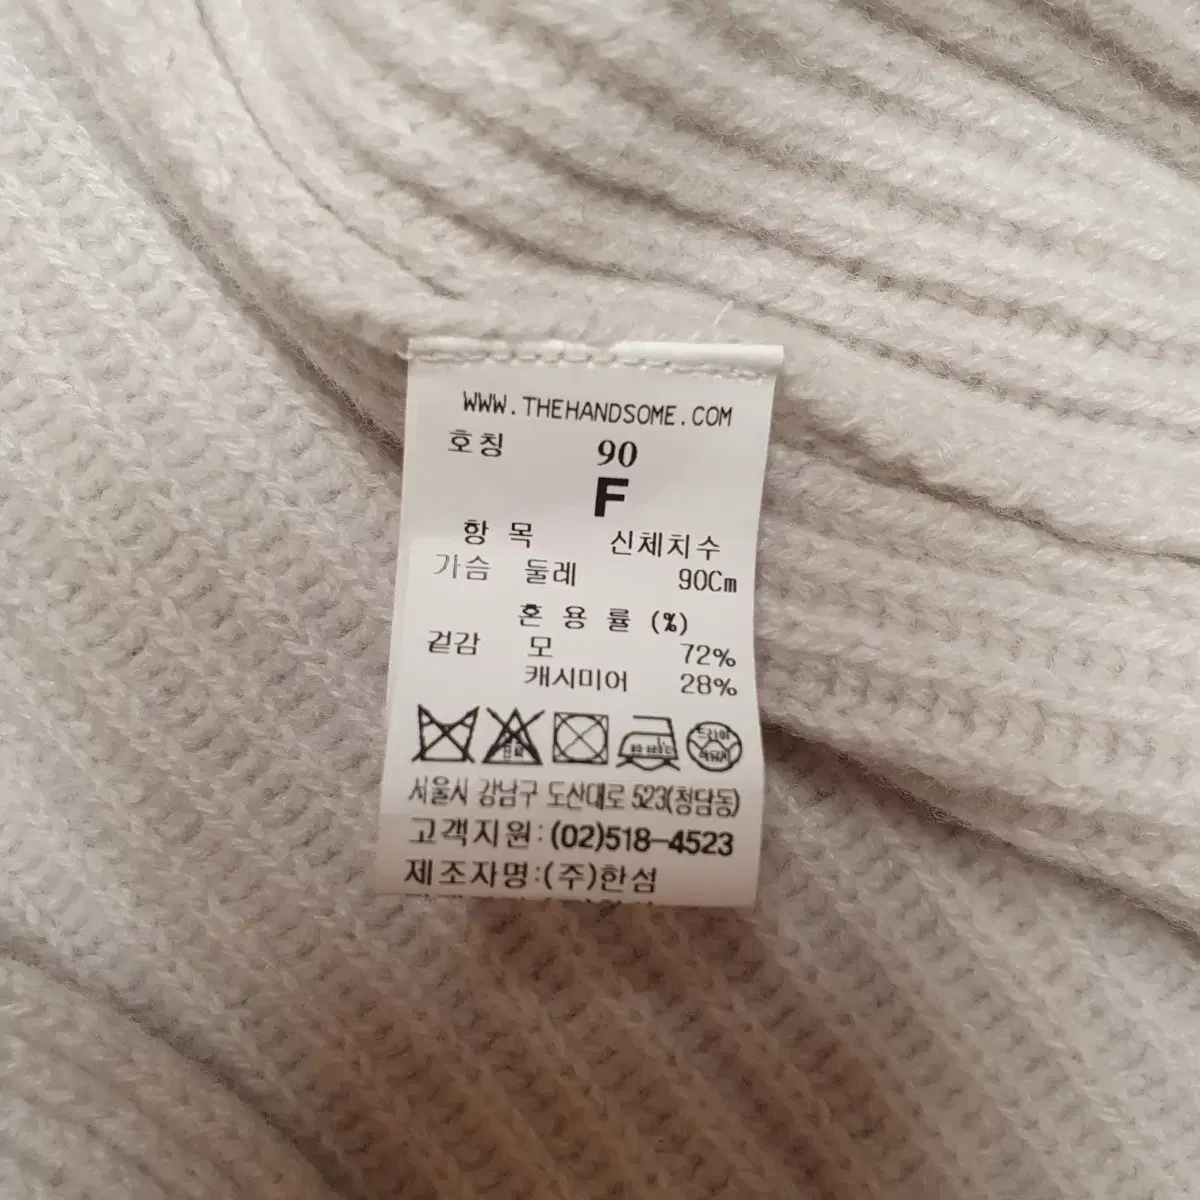 WWW.THEHANDSOME.COM
호칭 90
F
항 목 신체치수
가슴 둘레 90Cm
혼 용 률 (%)
겉감 모 72%
캐시미어 28%
서울시 강남구 도산대로 523(청담동)
고객지원:(02)518-4523
제조자명:(주)한섬